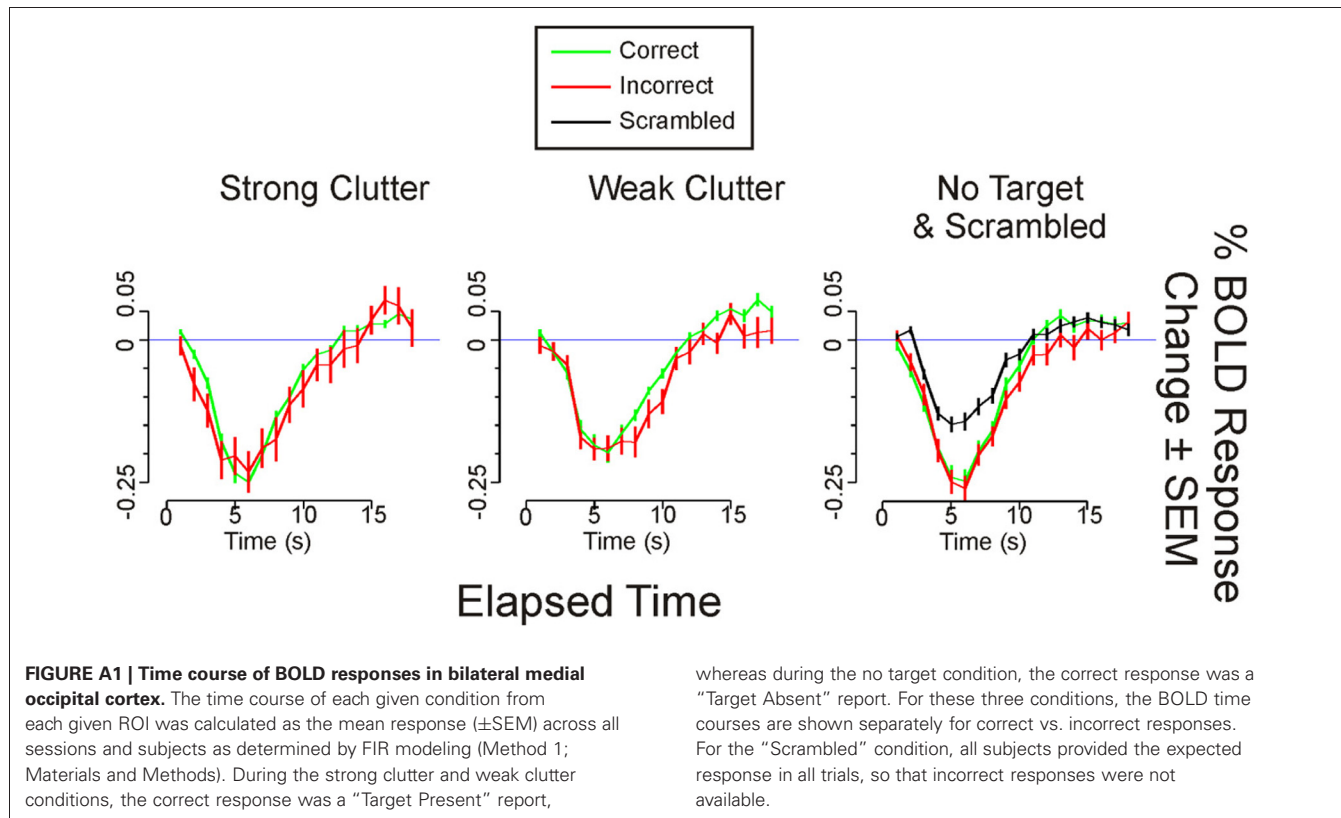 Correct
Incorrect
Scrambled
Strong Clutter
Weak Clutter
No Target
& Scrambled
0.05
0
-0.25
0 5 10 15
Time (s)
0.05
0
-0.25
0 5 10 15
Time (s)
0.05
0
-0.25
0 5 10 15
Time (s)
% BOLD Response
Change ± SEM
Elapsed Time
FIGURE A1 | Time course of BOLD responses in bilateral medial
occipital cortex. The time course of each given condition from
each given ROI was calculated as the mean response (±SEM) across all
sessions and subjects as determined by FIR modeling (Method 1;
Materials and Methods). During the strong clutter and weak clutter
conditions, the correct response was a “Target Present” report,
whereas during the no target condition, the correct response was a
“Target Absent” report. For these three conditions, the BOLD time
courses are shown separately for correct vs. incorrect responses.
For the “Scrambled” condition, all subjects provided the expected
response in all trials, so that incorrect responses were not
available.